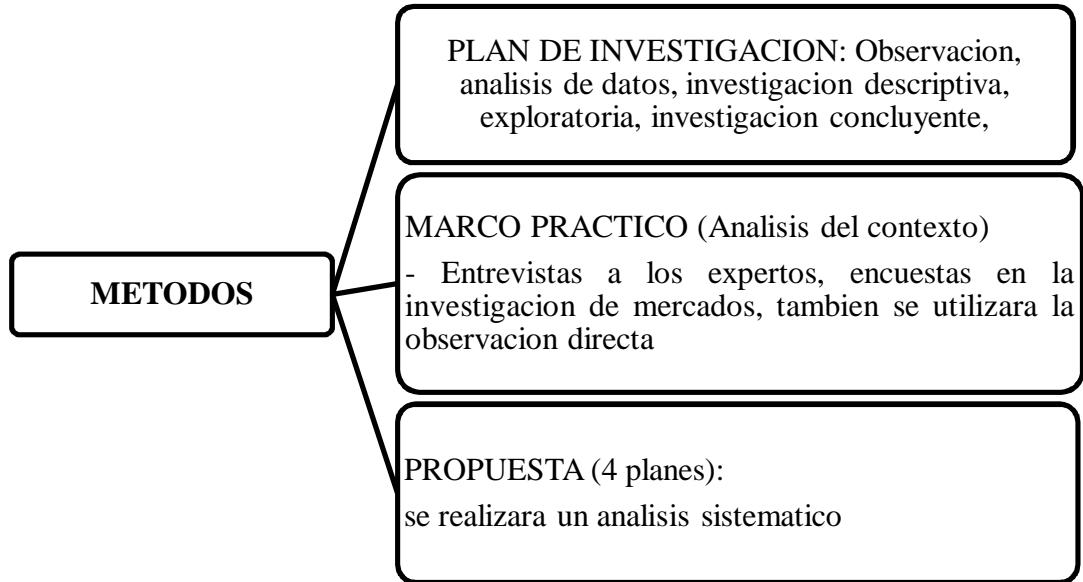 PLAN DE INVESTIGACION: Observacion,
analisis de datos, investigacion descriptiva,
exploratoria, investigacion concluyente,
MARCO PRACTICO (Analisis del contexto)
- Entrevistas a los expertos, encuestas en la
investigacion de mercados, tambien se utilizara la
observacion directa
METODOS
PROPUESTA (4 planes):
se realizara un analisis sistematico